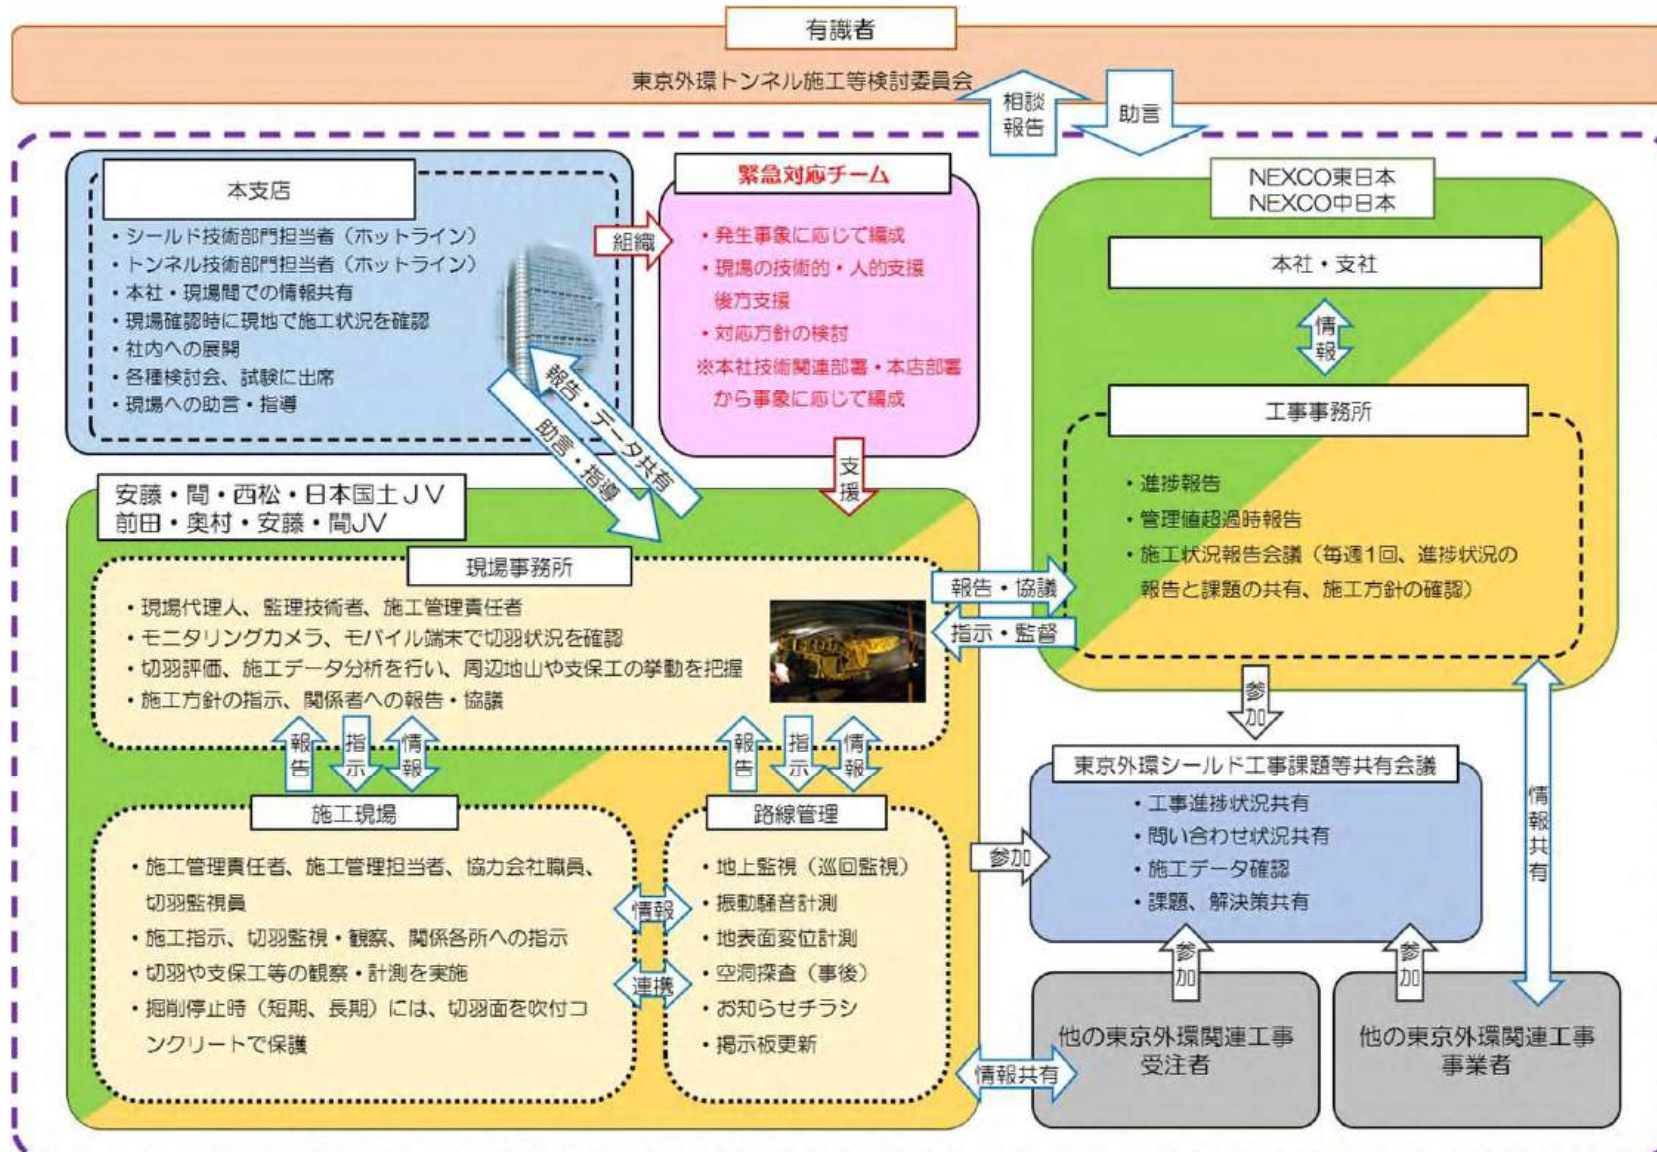 有識者
東京外環トンネル施工等検討委員会
相談
報告
助言
本支店
・シールド技術部門担当者（ホットライン）
・トンネル技術部門担当者（ホットライン）
・本社・現場間での情報共有
・現場確認時に現地で施工状況を確認
・社内への展開
・各種検討会、試験に出席
・現場への助言・指導
組織
緊急対応チーム
・発生事象に応じて編成
・現場の技術的・人的支援
後方支援
・対応方針の検討
※本社技術関連部署・本店部署
から事象に応じて編成
報告・データ共有
助言・指導
支援
NEXCO東日本
NEXCO中日本
本社・支社
情報
工事事務所
・進捗報告
・管理値超過時報告
・施工状況報告会議（毎週1回、進捗状況の
報告と課題の共有、施工方針の確認）
安藤・間・西松・日本国土ＪＶ
前田・奥村・安藤・間JV
現場事務所
・現場代理人、監理技術者、施工管理責任者
・モニタリングカメラ、モバイル端末で切羽状況を確認
・切羽評価、施工データ分析を行い、周辺地山や支保工の挙動を把握
・施工方針の指示、関係者への報告・協議
報告・協議
指示・監督
報告
指示
情報
報告
指示
情報
施工現場
・施工管理責任者、施工管理担当者、協力会社職員、
切羽監視員
・施工指示、切羽監視・観察、関係各所への指示
・切羽や支保工等の観察・計測を実施
・掘削停止時（短期、長期）には、切羽面を吹付コ
ンクリートで保護
情報
連携
路線管理
・地上監視（巡回監視）
・振動騒音計測
・地表面変位計測
・空洞探査（事後）
・お知らせチラシ
・掲示板更新
参加
参加
東京外環シールド工事課題等共有会議
・工事進捗状況共有
・問い合わせ状況共有
・施工データ確認
・課題、解決策共有
情報共有
参加
参加
情報共有
他の東京外環関連工事
受注者
他の東京外環関連工事
事業者